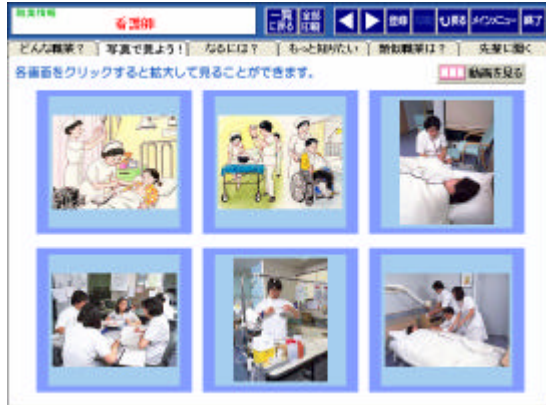 職業情報
看護師
一覧に戻る
全部印刷
登録
戻る
メインメニュー
終了
どんな職業？
写真で見よう！
なるには？
もっと知りたい
類似職業は？
先輩に聞く
各画面をクリックすると拡大して見ることができます。
動画を見る